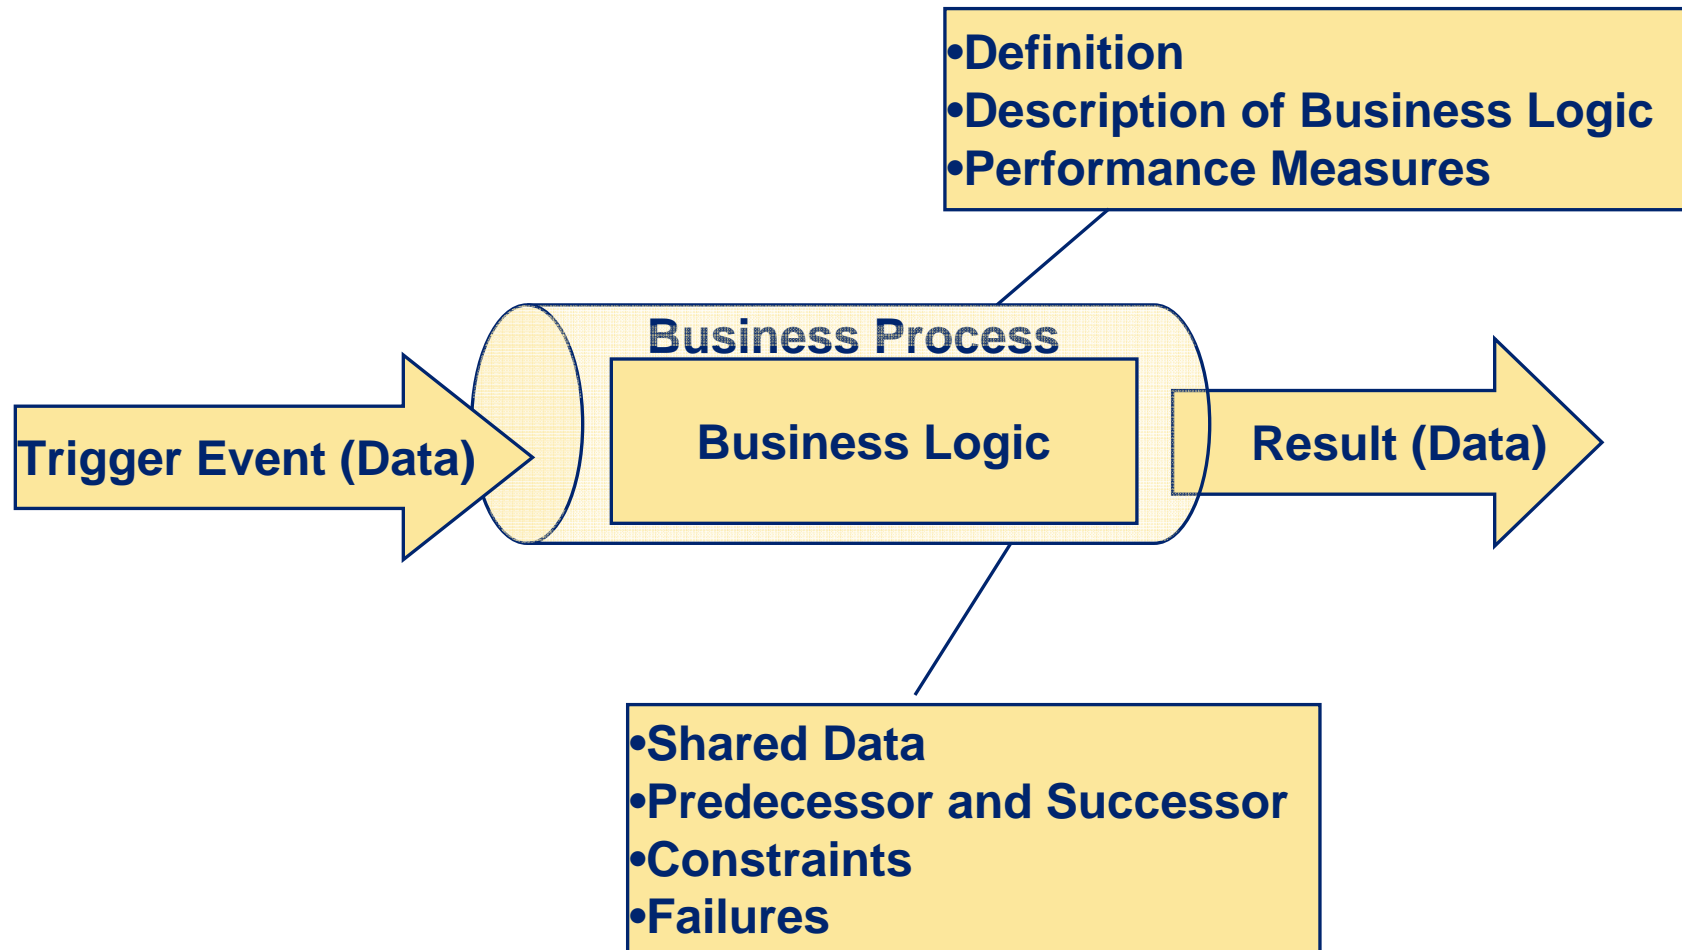 •Definition
•Description of Business Logic
•Performance Measures
Business Process
Trigger Event (Data)
Business Logic
Result (Data)
•Shared Data
•Predecessor and Successor
•Constraints
•Failures